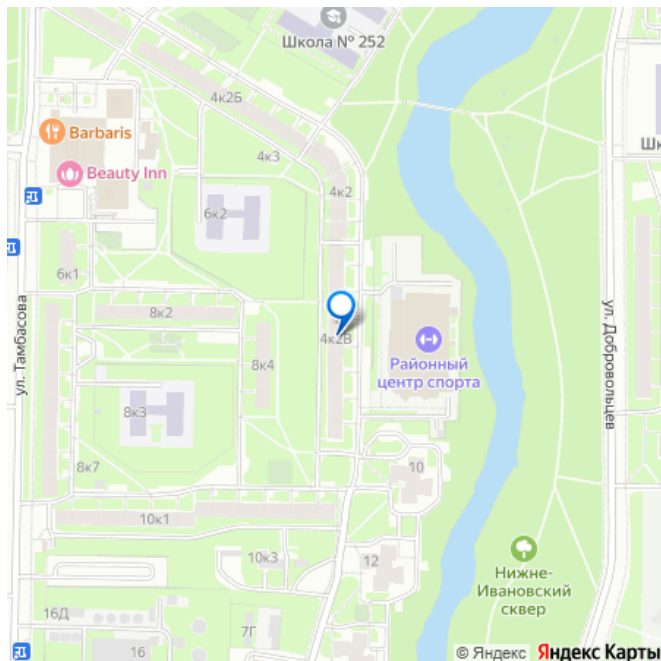 Школа № 252
4к2Б
Barbaris
4к3
Beauty Inn
4к2
6к2
6к1
ул. Тамбасова
8к2
4к2В
8к4
Районный
центр спорта
ул. Добровольцев
8к3
8к7
10
10к1
10к3
12
Нижне-
Ивановский
сквер
16Д
7Г
16
© Яндекс Яндекс Карты